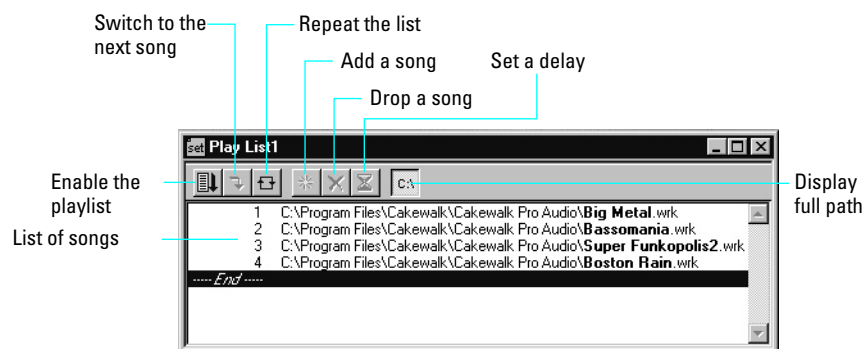 Switch to the
next song
Repeat the list
Add a song
Set a delay
Drop a song
set Play List1
Enable the
playlist
C:\
Display
full path
List of songs
1 C:\Program Files\Cakewalk\Cakewalk Pro Audio\Big Metal.wrk
2 C:\Program Files\Cakewalk\Cakewalk Pro Audio\Bassomania.wrk
3 C:\Program Files\Cakewalk\Cakewalk Pro Audio\Super Funkopolis2.wrk
4 C:\Program Files\Cakewalk\Cakewalk Pro Audio\Boston Rain.wrk
----- End -----